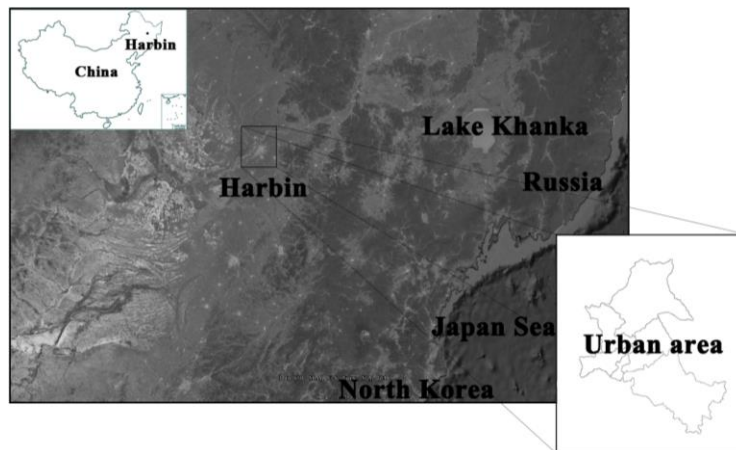 Harbin
China
Lake Khanka
Harbin
Russia
Japan Sea
Urban area
North Korea